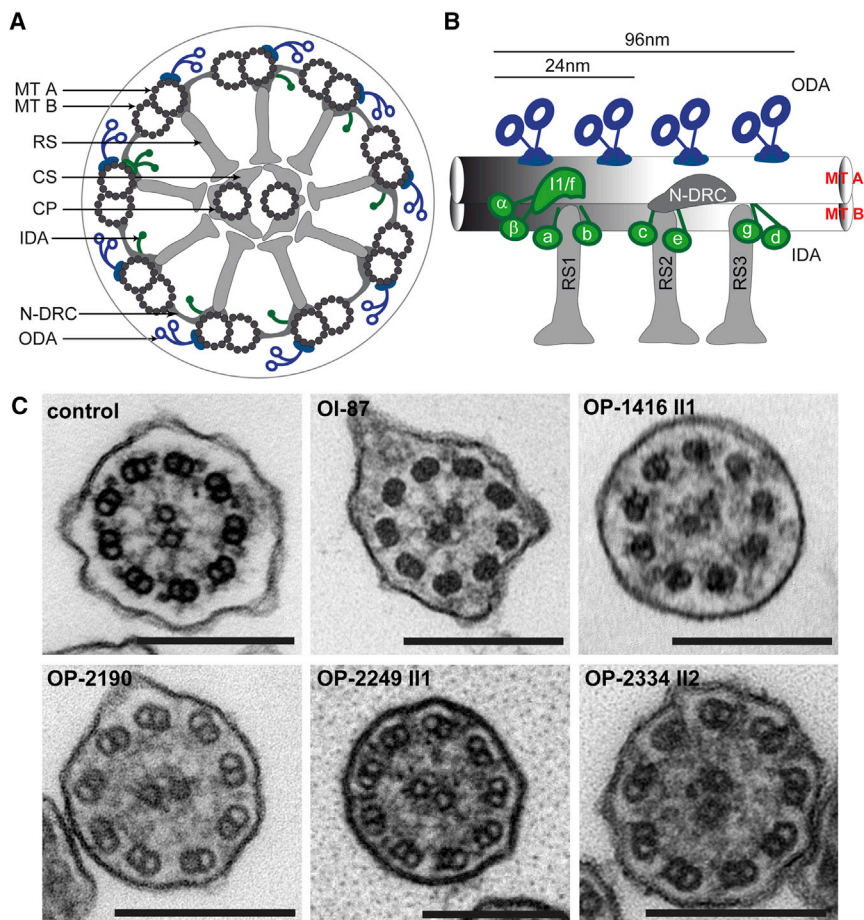 A
MT A
MT B
RS
CS
CP
IDA
N-DRC
ODA
B
96nm
24nm
ODA
I1/f
N-DRC
MT A
MT B
α
β
a
b
c
e
g
d
IDA
RS1
RS2
RS3
C
control
OI-87
OP-1416 II1
OP-2190
OP-2249 II1
OP-2334 II2